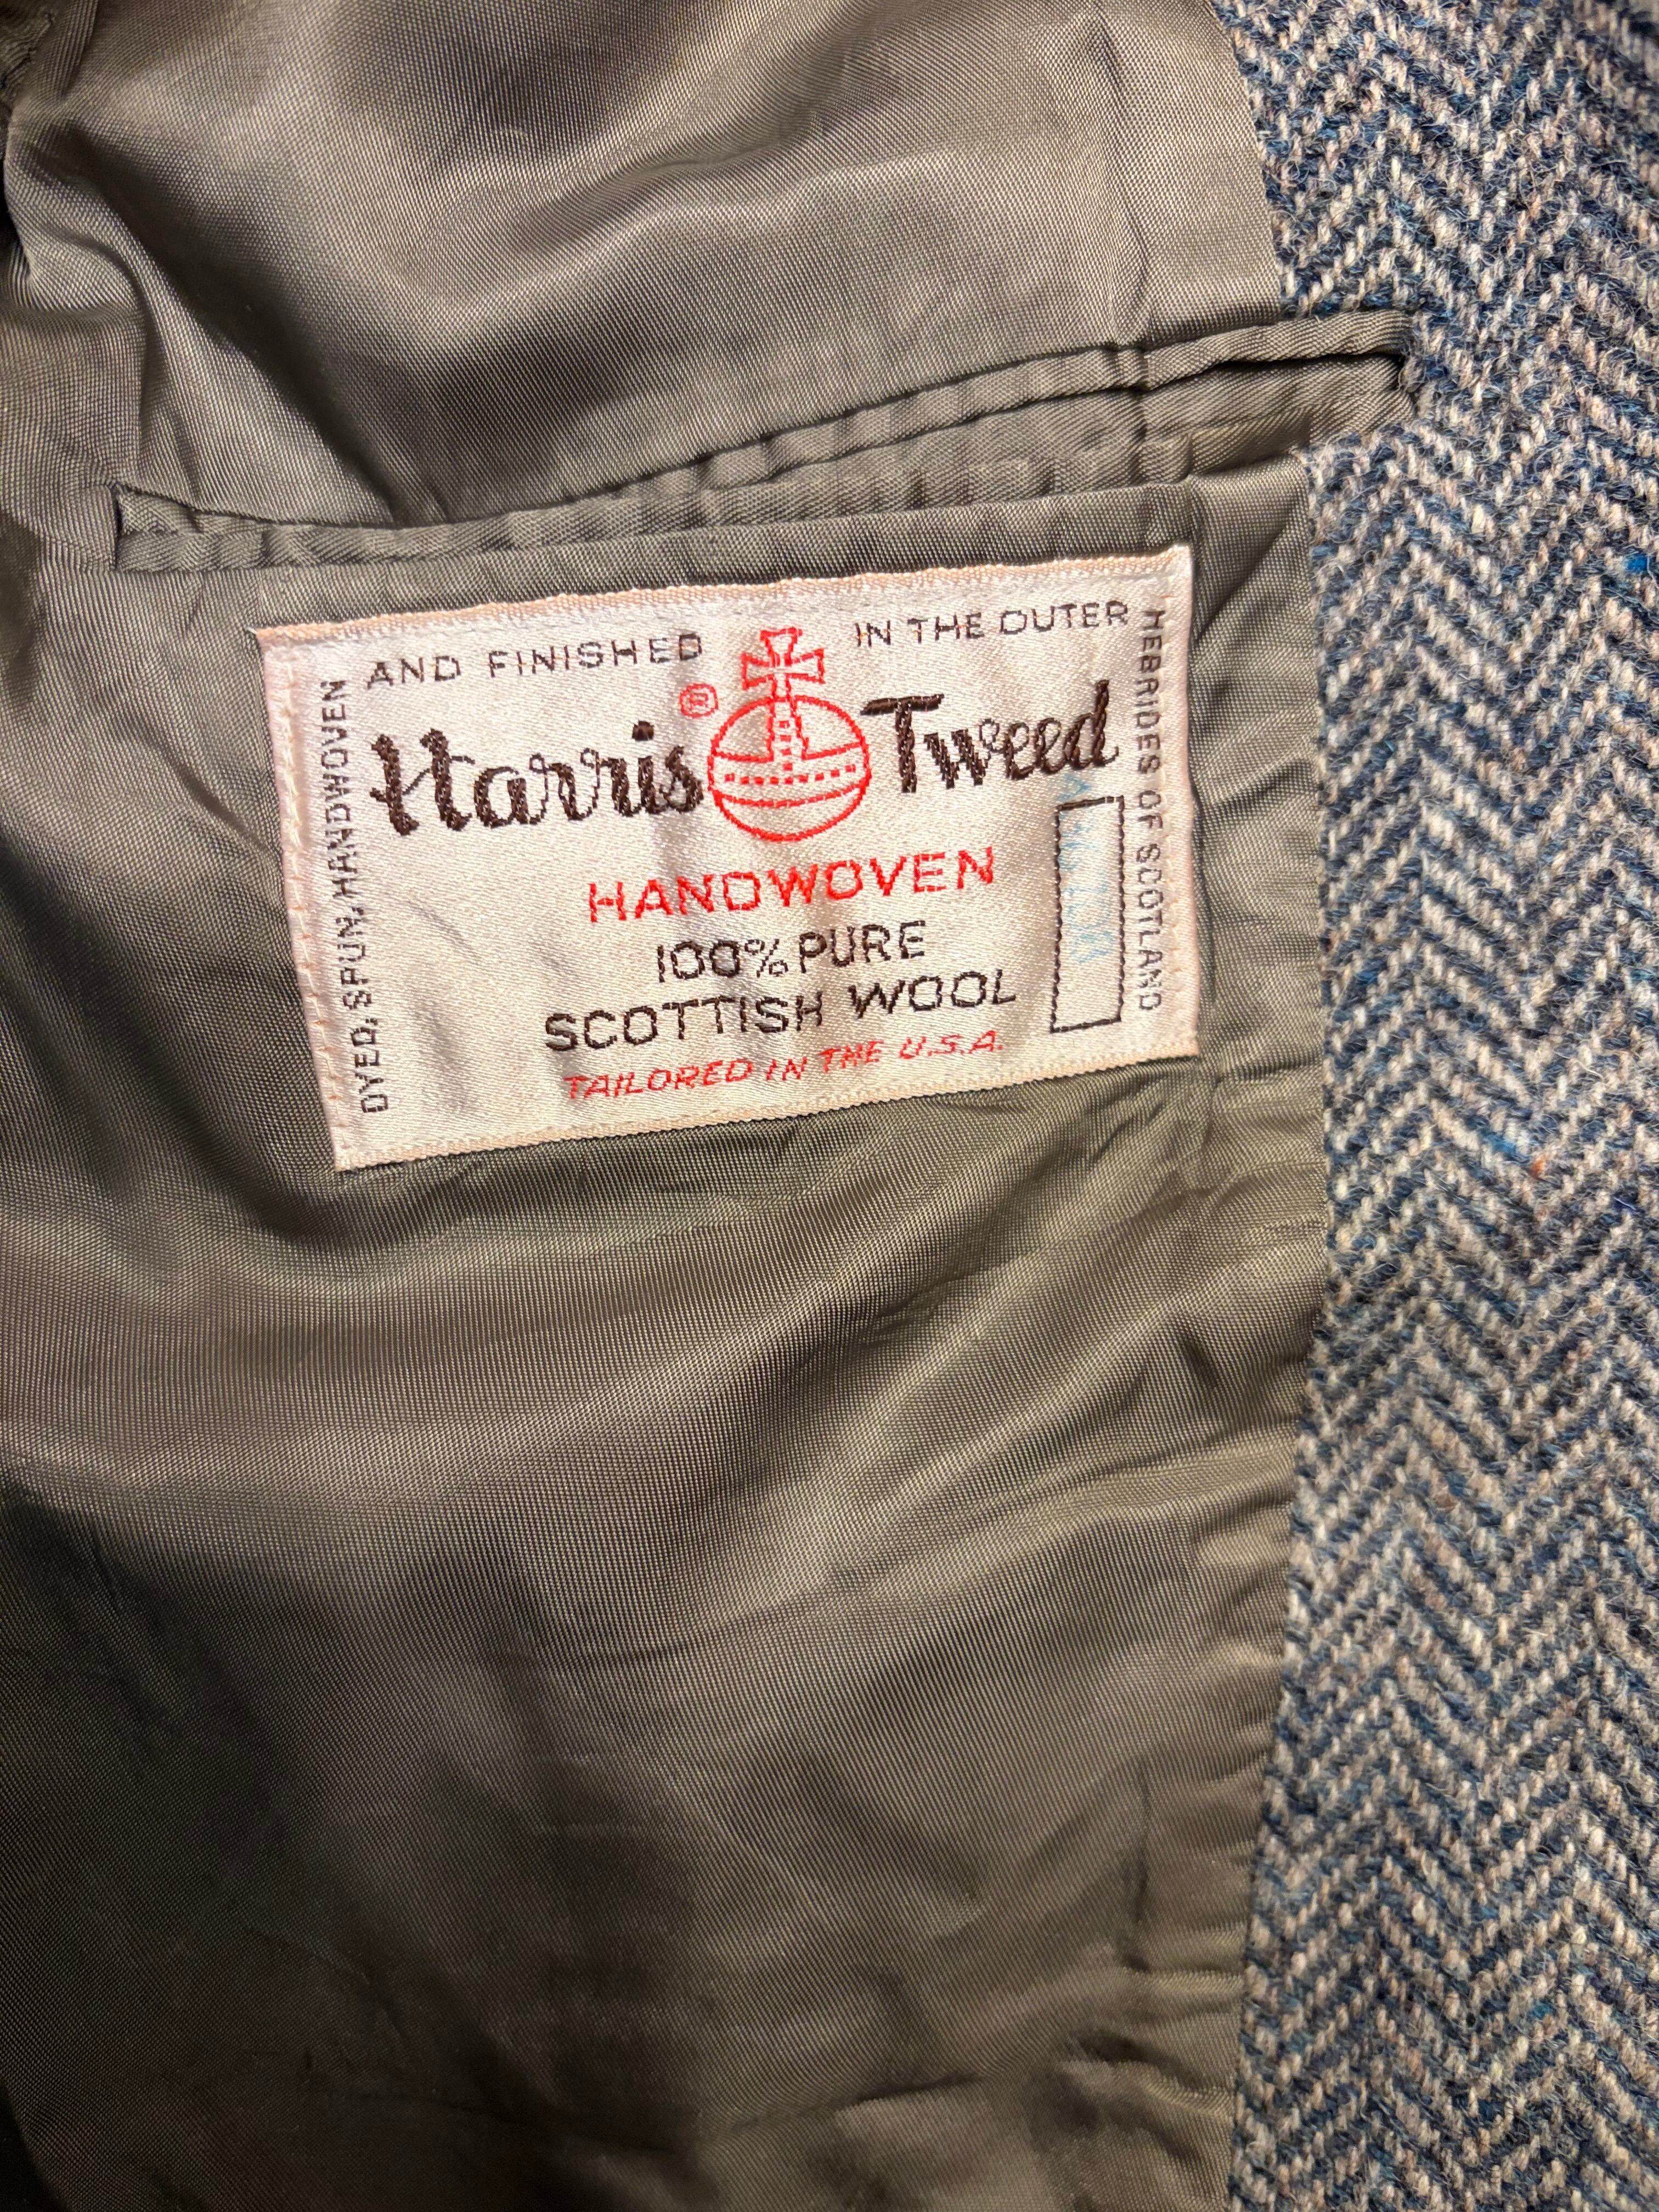 DYED, SPUN, HANDWOVEN
AND FINISHED
IN THE OUTER
HEBRIDES OF SCOTLAND
Harris ® Tweed
HANDWOVEN
100% PURE
SCOTTISH WOOL
TAILORED IN THE U.S.A.